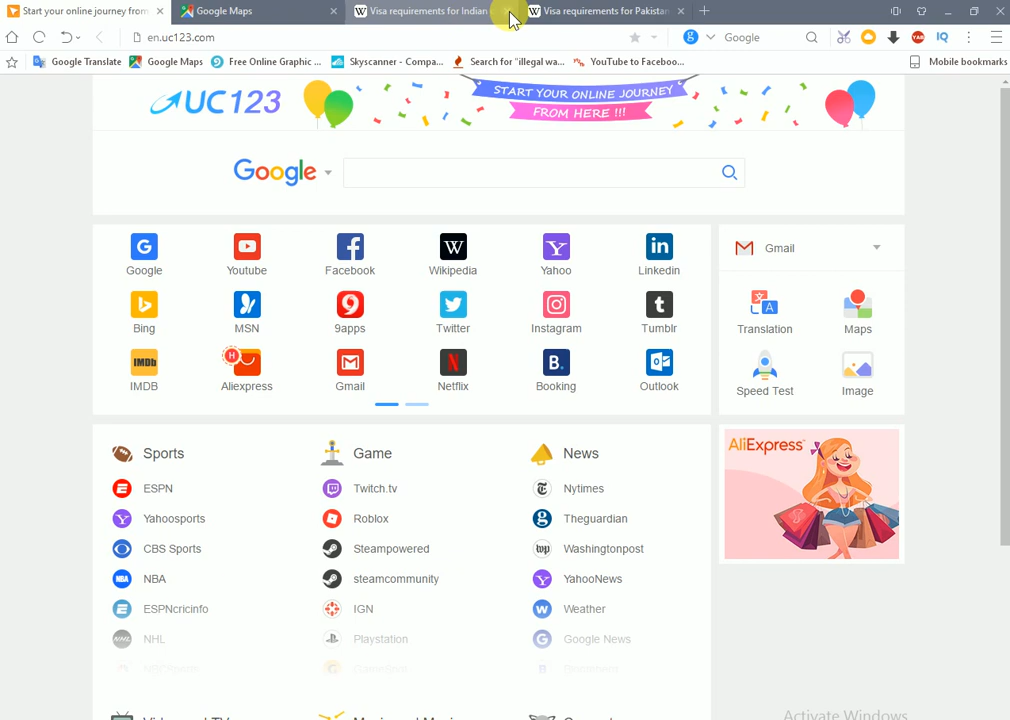 Start your online journey from
Google Maps
Visa requirements for Indian
Visa requirements for Pakistan
en.uc123.com
Google
Google Translate
Google Maps
Free Online Graphic ...
Skyscanner - Compa...
Search for "illegal wa...
YouTube to Faceboo...
Mobile bookmarks
UC123
START YOUR ONLINE JOURNEY
FROM HERE !!!
Google
Google
Youtube
Facebook
Wikipedia
Yahoo
Linkedin
Bing
MSN
9apps
Twitter
Instagram
Tumblr
IMDB
Aliexpress
Gmail
Netflix
Booking
Outlook
Gmail
Translation
Maps
Speed Test
Image
AliExpress
Sports
ESPN
Yahoosports
CBS Sports
NBA
ESPNcricinfo
NHL
Game
Twitch.tv
Roblox
Steampowered
steamcommunity
IGN
Playstation
News
Nytimes
Theguardian
Washingtonpost
YahooNews
Weather
Google News
Activate Windows